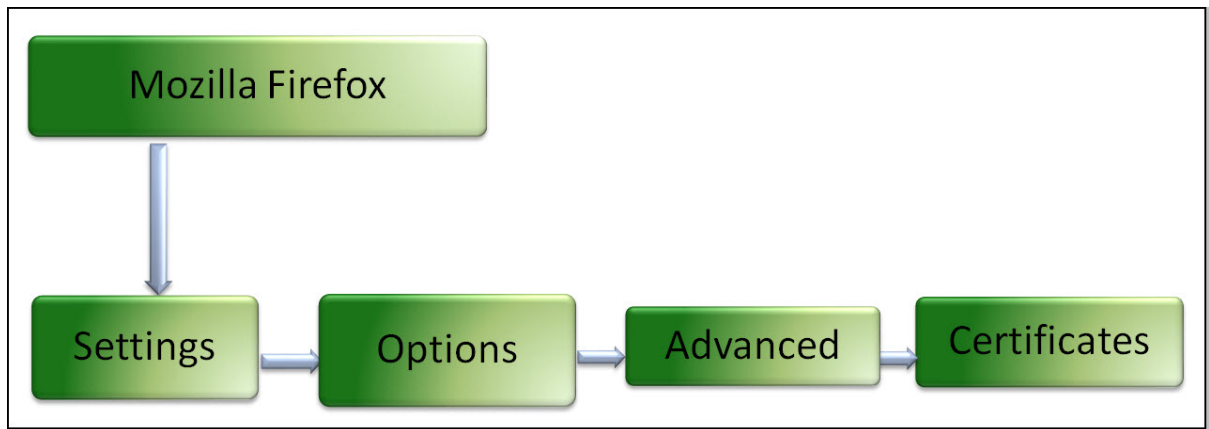 Mozilla Firefox
Settings
Options
Advanced
Certificates